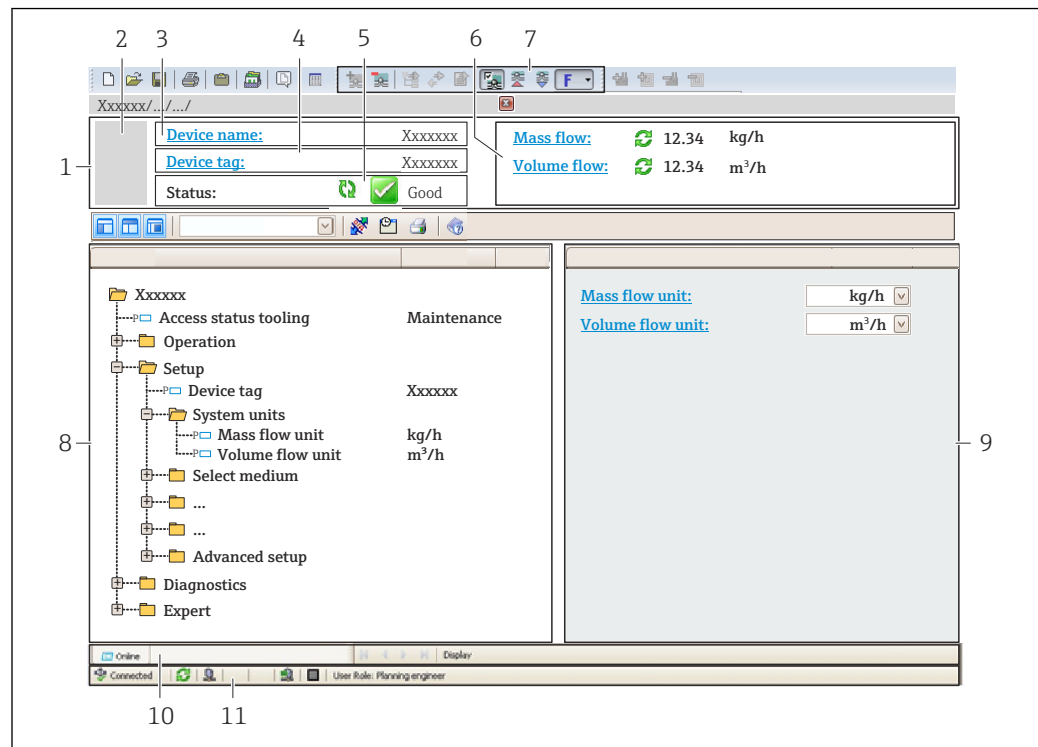 2 3 4 5 6 7
F
Xxxxxx/.../.../
1
Device name: Xxxxxxx
Device tag: Xxxxxxx
Status: Good
Mass flow: 12.34 kg/h
Volume flow: 12.34 m³/h
Xxxxxx
Access status tooling Maintenance
Operation
Setup
P Device tag Xxxxxx
System units
P Mass flow unit kg/h
P Volume flow unit m³/h
Select medium
...
...
Advanced setup
Diagnostics
Expert
8
Mass flow unit: kg/h
Volume flow unit: m³/h
9
Online Display
Connected User Role: Planning engineer
10 11